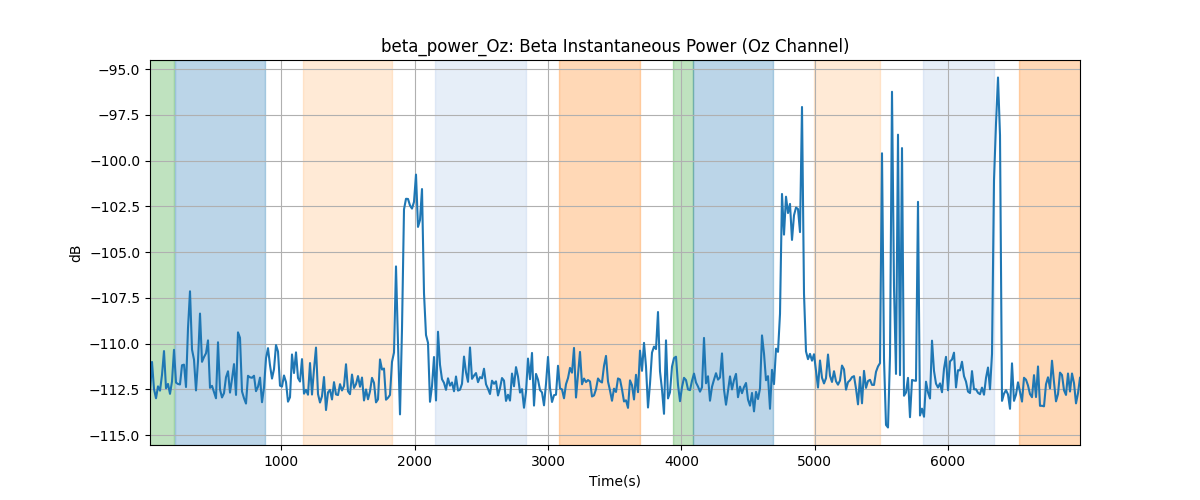 beta_power_Oz: Beta Instantaneous Power (Oz Channel)
−95.0
−97.5
−100.0
−102.5
−105.0
−107.5
−110.0
−112.5
−115.0
dB
1000 2000 3000 4000 5000 6000
Time(s)